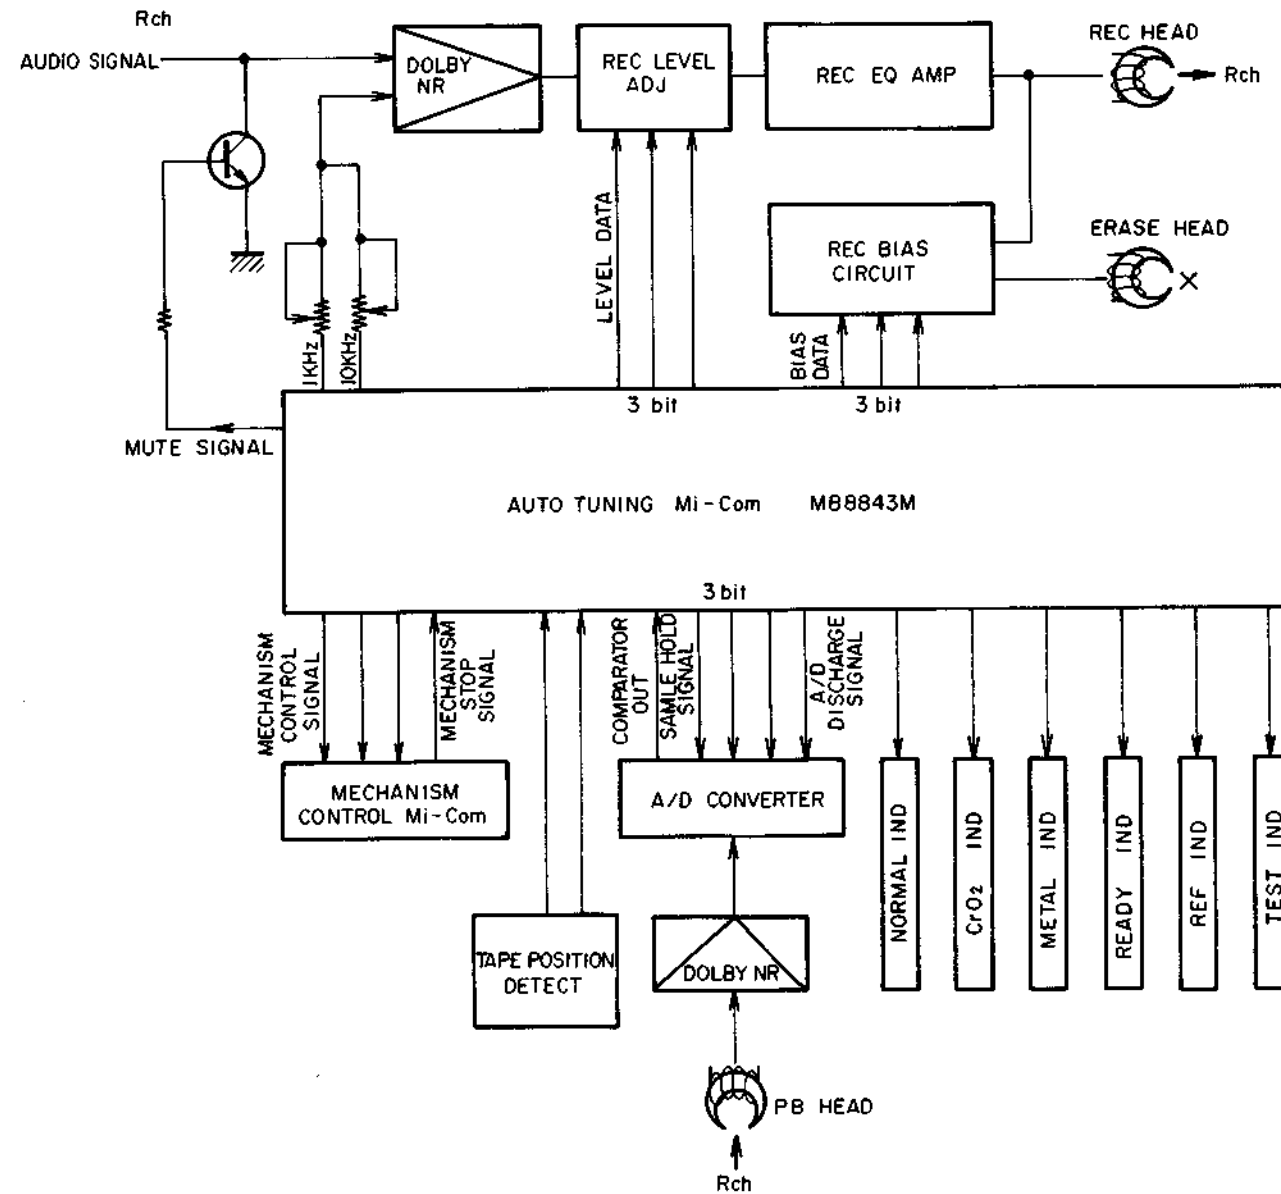 Rch
AUDIO SIGNAL
DOLBY
NR
REC LEVEL
ADJ
REC EQ AMP
REC HEAD
Rch
LEVEL DATA
REC BIAS
CIRCUIT
ERASE HEAD
X
1KHz
10KHz
BIAS
DATA
3 bit
3 bit
MUTE SIGNAL
AUTO TUNING Mi-Com M88843M
3 bit
MECHANISM
CONTROL
SIGNAL
MECHANISM
STOP
SIGNAL
COMPARATOR
OUT
SAMLE HOLD
SIGNAL
A/D
DISCHARGE
SIGNAL
MECHANISM
CONTROL Mi-Com
A/D CONVERTER
NORMAL IND
CrO2 IND
METAL IND
READY IND
REF IND
TEST IND
TAPE POSITION
DETECT
DOLBY NR
PB HEAD
Rch